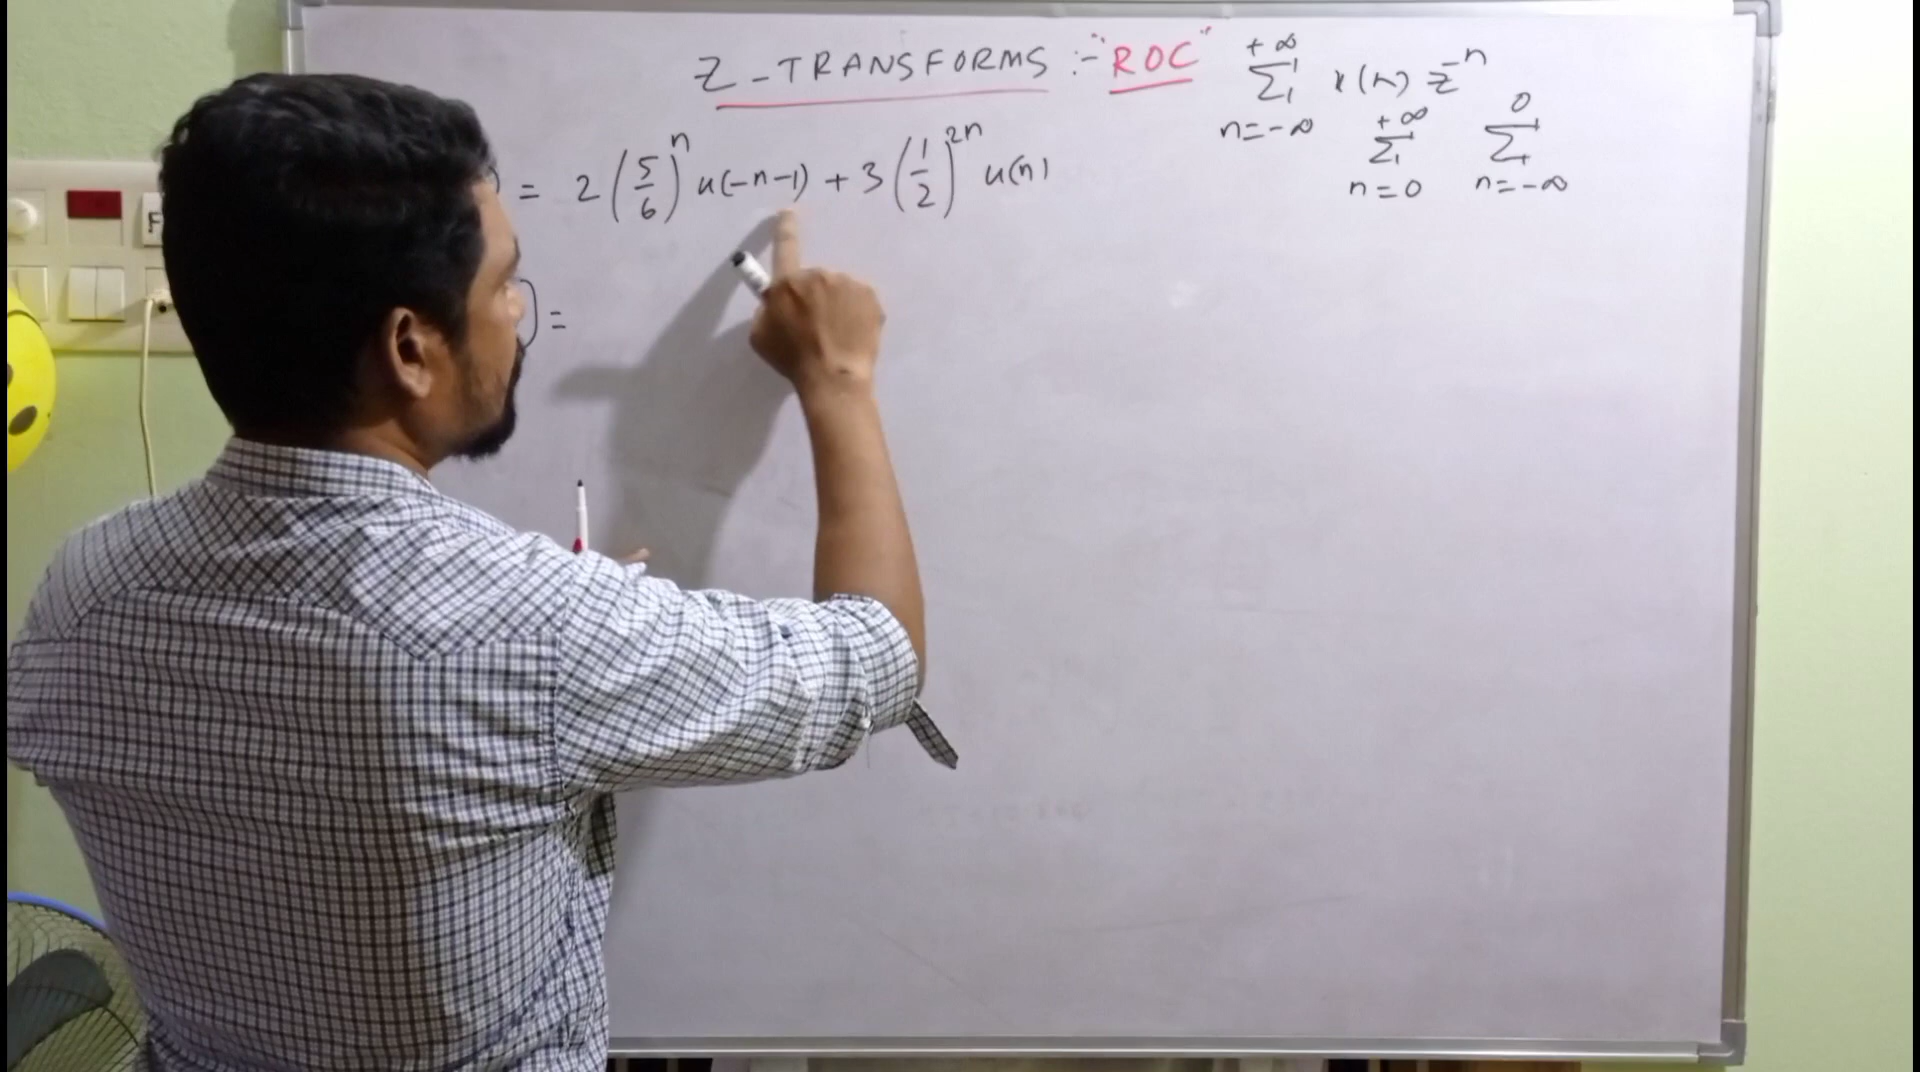 Z - TRANSFORMS :- "ROC"
+∞ Σ n=-∞ x(n) z^-n
+∞ Σ n=0
0 Σ n=-∞
) = 2 (5/6)^n u(-n-1) + 3 (1/2)^2n u(n)
) =
F